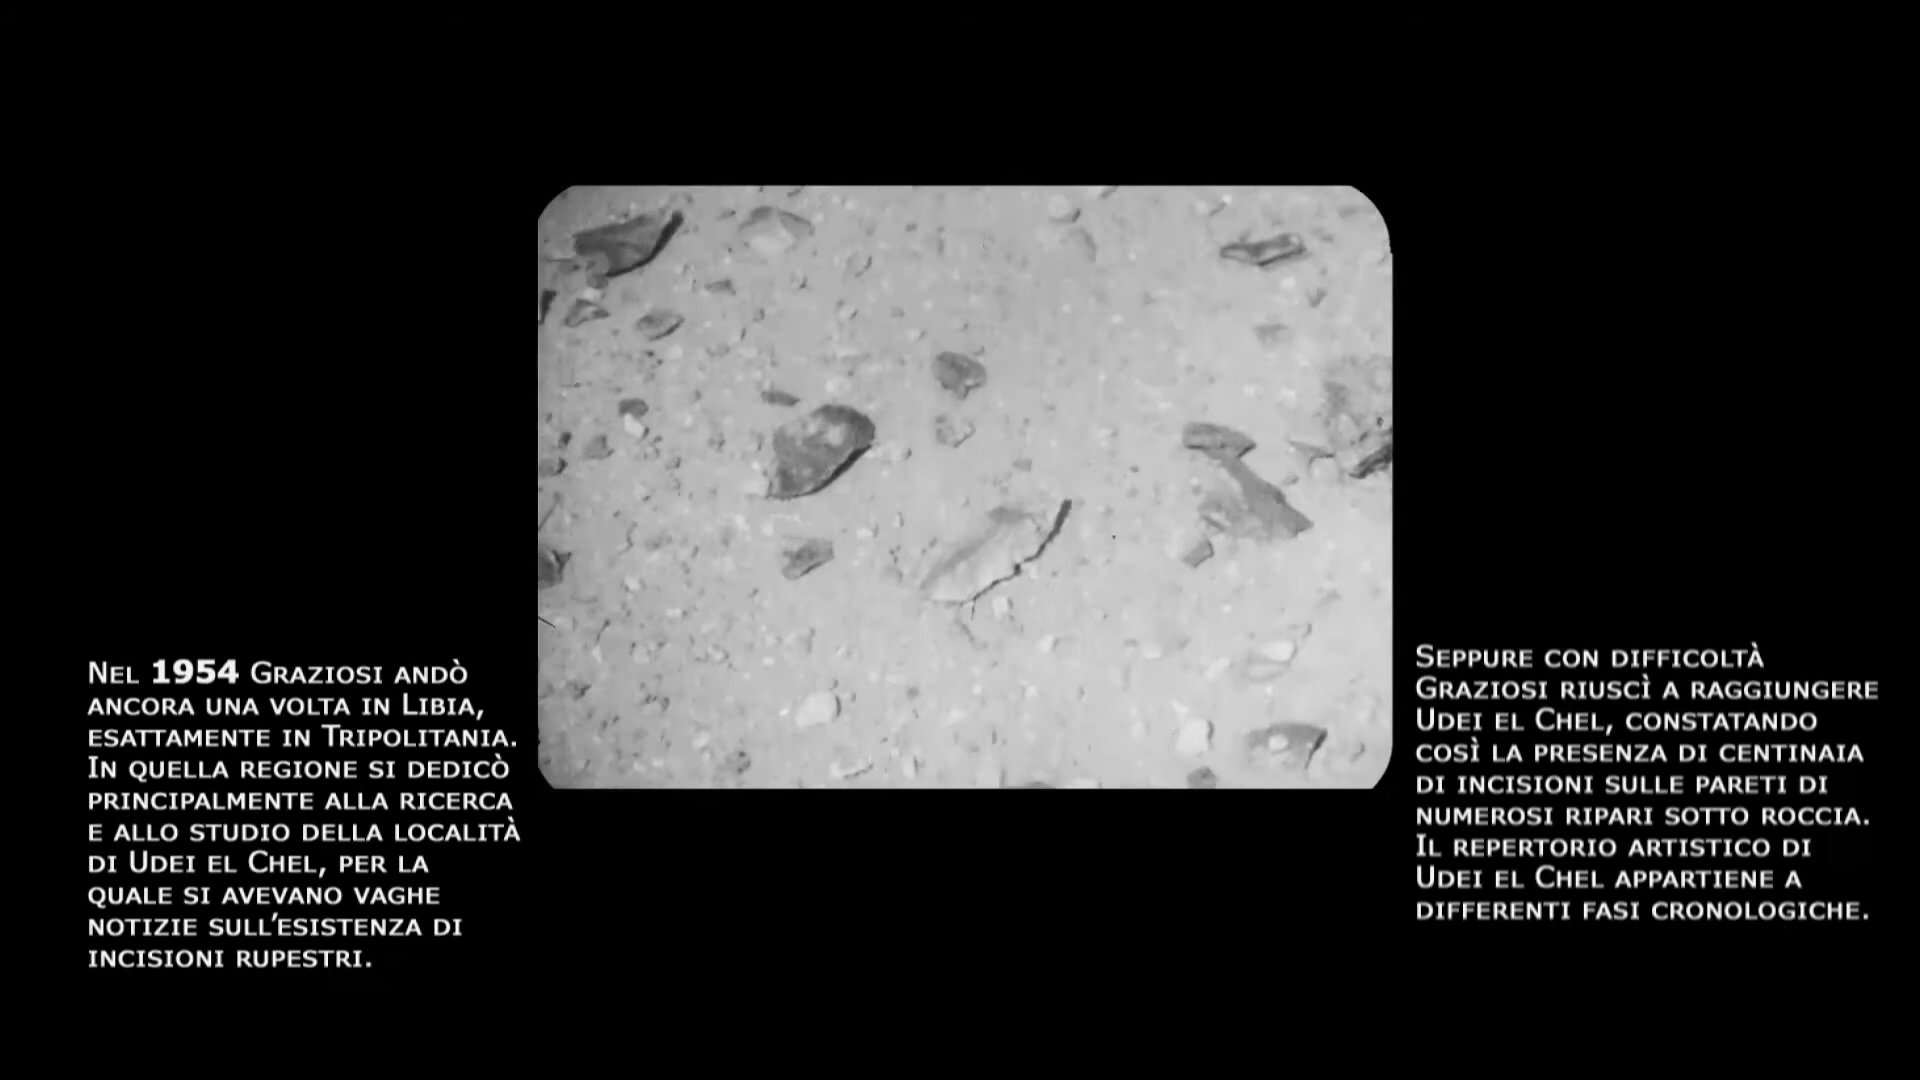 Nel 1954 Graziosi andò
ancora una volta in Libia,
esattamente in Tripolitania.
In quella regione si dedicò
principalmente alla ricerca
e allo studio della località
di Udei el Chel, per la
quale si avevano vaghe
notizie sull'esistenza di
incisioni rupestri.
Seppure con difficoltà
Graziosi riuscì a raggiungere
Udei el Chel, constatando
così la presenza di centinaia
di incisioni sulle pareti di
numerosi ripari sotto roccia.
Il repertorio artistico di
Udei el Chel appartiene a
differenti fasi cronologiche.